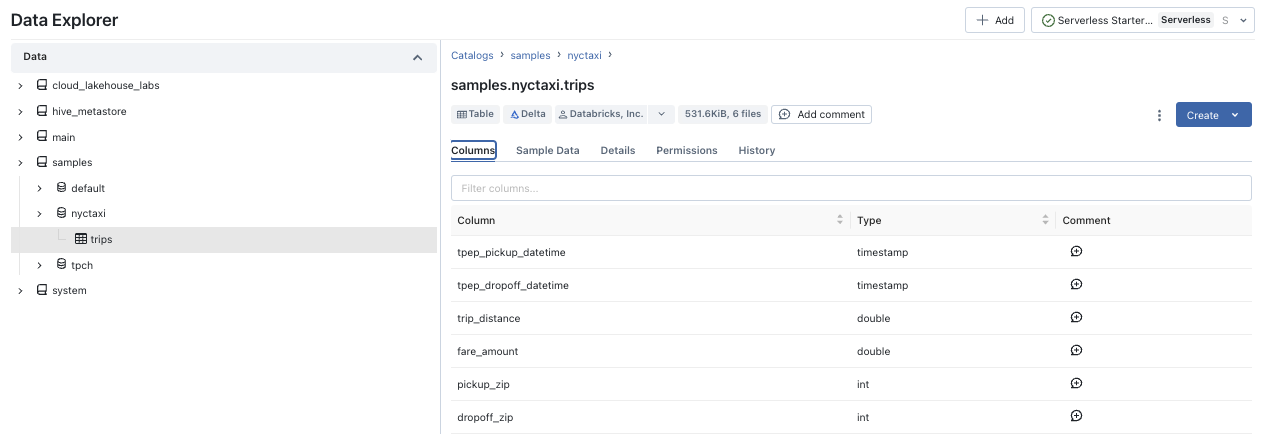 Data Explorer
Add
Serverless Starter... Serverless S
Data
cloud_lakehouse_labs
hive_metastore
main
samples
default
nyctaxi
trips
tpch
system
Catalogs > samples > nyctaxi >
samples.nyctaxi.trips
Table Delta Databricks, Inc. 531.6KiB, 6 files Add comment
Create
Columns Sample Data Details Permissions History
Filter columns...
Column Type Comment
tpep_pickup_datetime timestamp
tpep_dropoff_datetime timestamp
trip_distance double
fare_amount double
pickup_zip int
dropoff_zip int